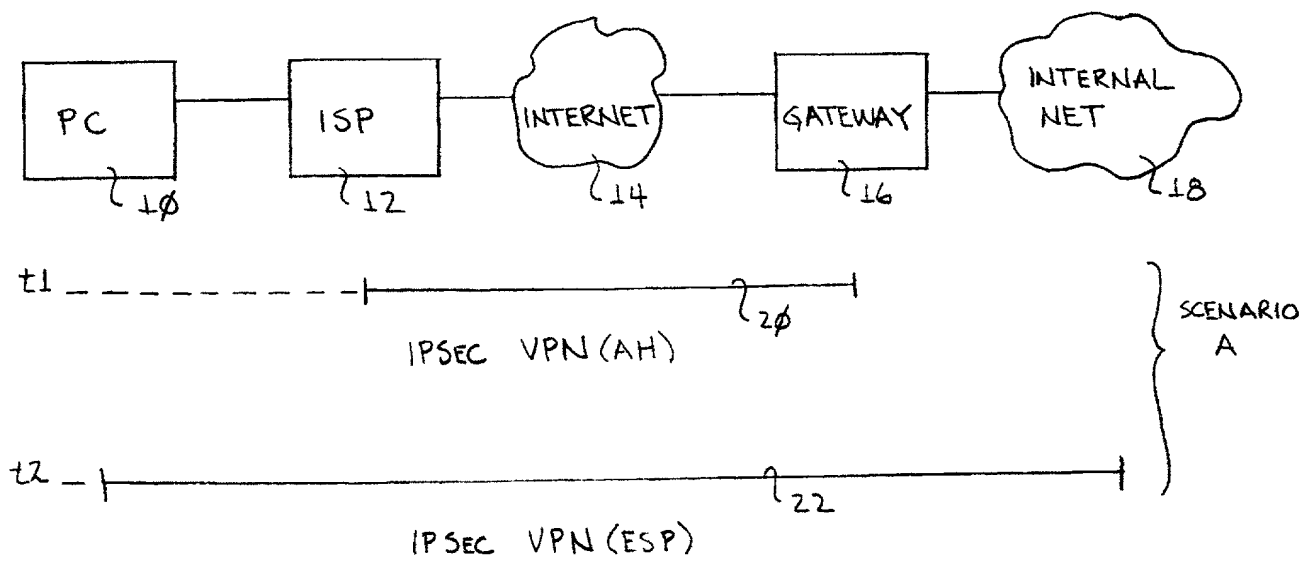 PC
ISP
INTERNET
GATEWAY
INTERNAL
NET
10
12
14
16
18
t1
20
IPSEC VPN (AH)
SCENARIO
A
t2
22
IPSEC VPN (ESP)